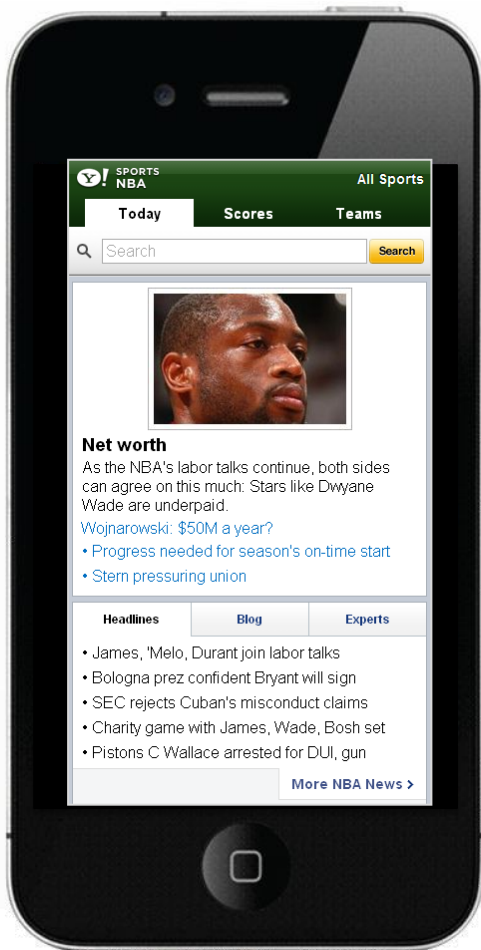 Y! SPORTS
NBA
All Sports
Today Scores Teams
Search Search
Net worth
As the NBA's labor talks continue, both sides
can agree on this much: Stars like Dwyane
Wade are underpaid.
Wojnarowski: $50M a year?
• Progress needed for season's on-time start
• Stern pressuring union
Headlines Blog Experts
• James, 'Melo, Durant join labor talks
• Bologna prez confident Bryant will sign
• SEC rejects Cuban's misconduct claims
• Charity game with James, Wade, Bosh set
• Pistons C Wallace arrested for DUI, gun
More NBA News >